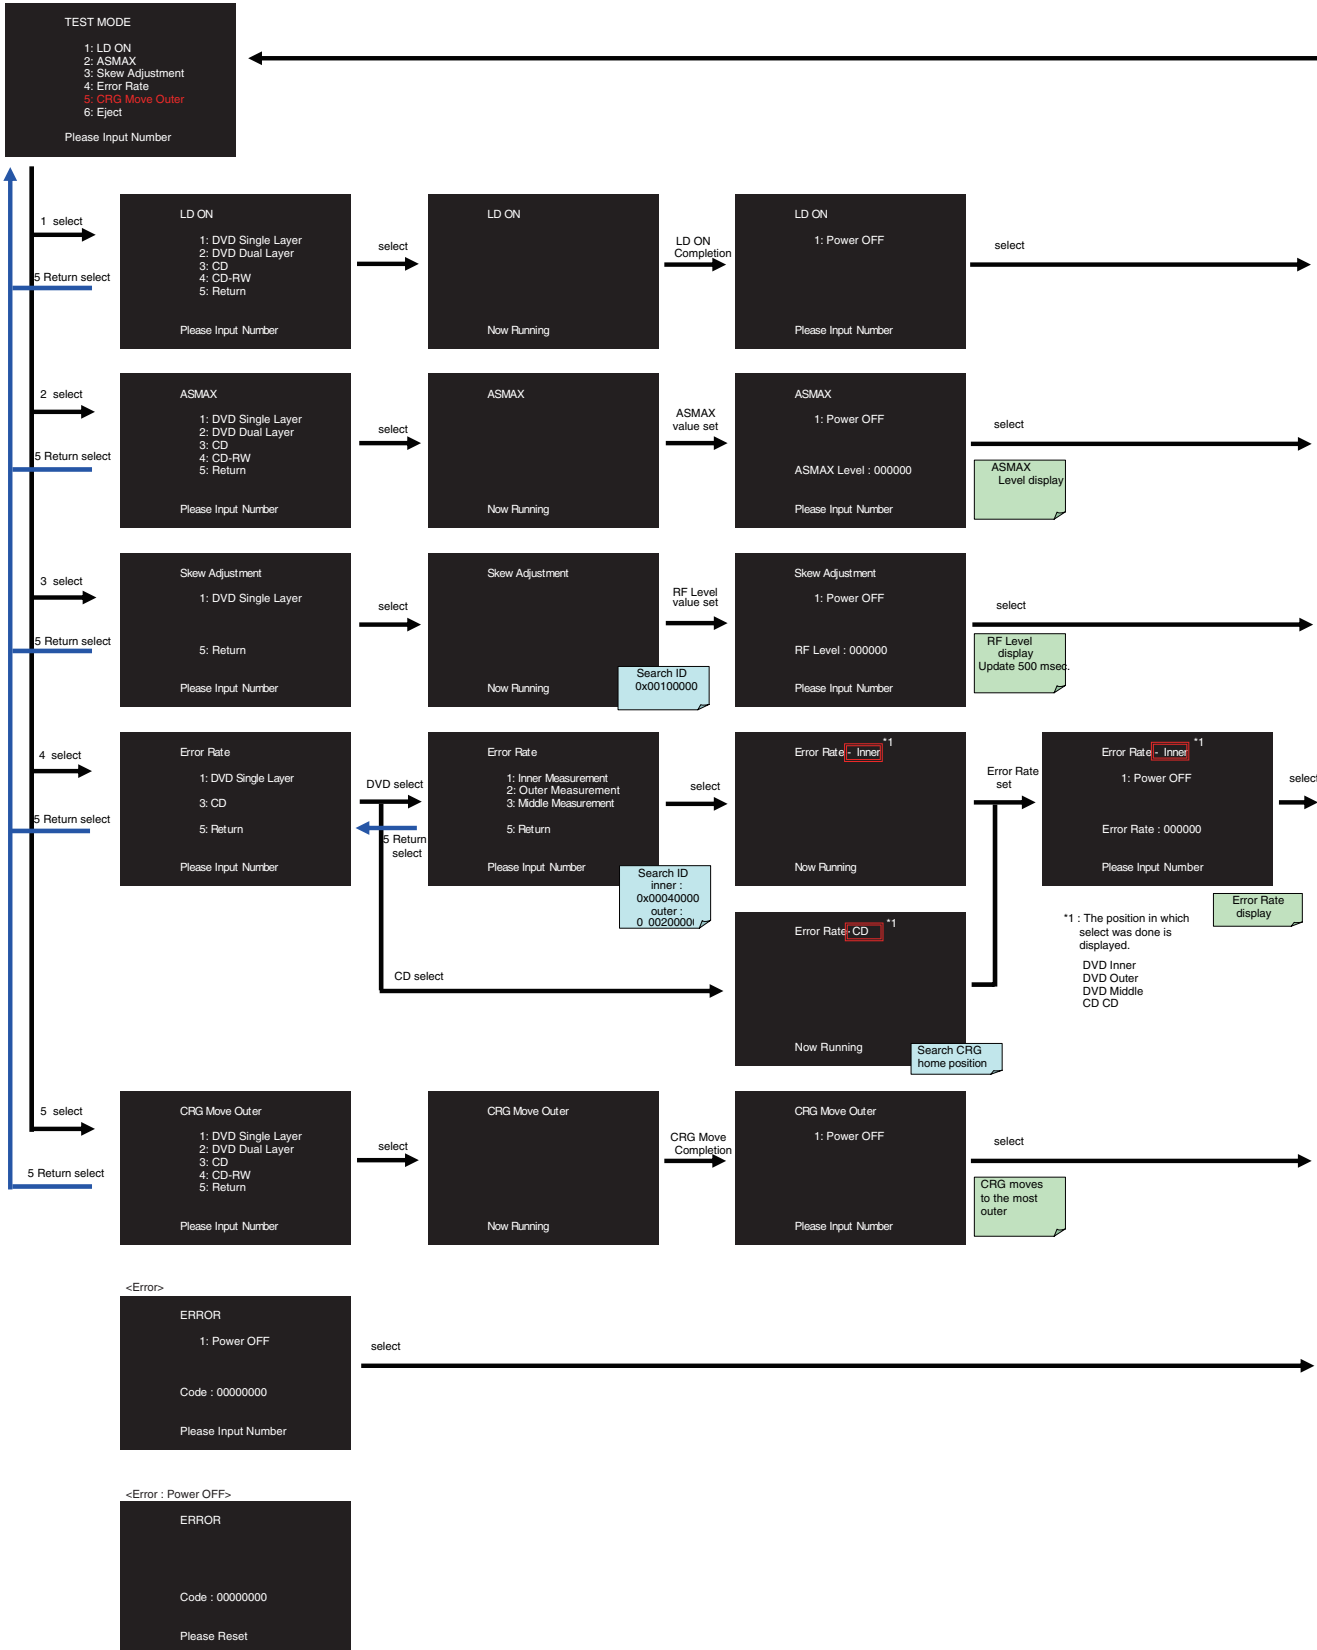 TEST MODE
1: LD ON
2: ASMAX
3: Skew Adjustment
4: Error Rate
5: CRG Move Outer
6: Eject
Please Input Number
1 select
5 Return select
LD ON
1: DVD Single Layer
2: DVD Dual Layer
3: CD
4: CD-RW
5: Return
Please Input Number
select
LD ON
Now Running
LD ON
Completion
LD ON
1: Power OFF
Please Input Number
select
2 select
5 Return select
ASMAX
1: DVD Single Layer
2: DVD Dual Layer
3: CD
4: CD-RW
5: Return
Please Input Number
select
ASMAX
Now Running
ASMAX
value set
ASMAX
1: Power OFF
ASMAX Level : 000000
Please Input Number
select
ASMAX
Level display
3 select
5 Return select
Skew Adjustment
1: DVD Single Layer
5: Return
Please Input Number
select
Skew Adjustment
Now Running
Search ID
0x00100000
RF Level
value set
Skew Adjustment
1: Power OFF
RF Level : 000000
Please Input Number
select
RF Level
display
Update 500 msec.
4 select
5 Return select
Error Rate
1: DVD Single Layer
3: CD
5: Return
Please Input Number
DVD select
5 Return
select
Error Rate
1: Inner Measurement
2: Outer Measurement
3: Middle Measurement
5: Return
Please Input Number
Search ID
inner :
0x00040000
outer :
select
Error Rate - Inner *1
Now Running
CD select
Error Rate - CD *1
Now Running
Search CRG
home position
Error Rate
set
Error Rate - Inner *1
1: Power OFF
Error Rate : 000000
Please Input Number
select
Error Rate
display
*1 : The position in which
select was done is
displayed.
DVD Inner
DVD Outer
DVD Middle
CD CD
5 select
5 Return select
CRG Move Outer
1: DVD Single Layer
2: DVD Dual Layer
3: CD
4: CD-RW
5: Return
Please Input Number
select
CRG Move Outer
Now Running
CRG Move
Completion
CRG Move Outer
1: Power OFF
Please Input Number
select
CRG moves
to the most
outer
<Error>
ERROR
1: Power OFF
Code : 00000000
Please Input Number
select
<Error : Power OFF>
ERROR
Code : 00000000
Please Reset